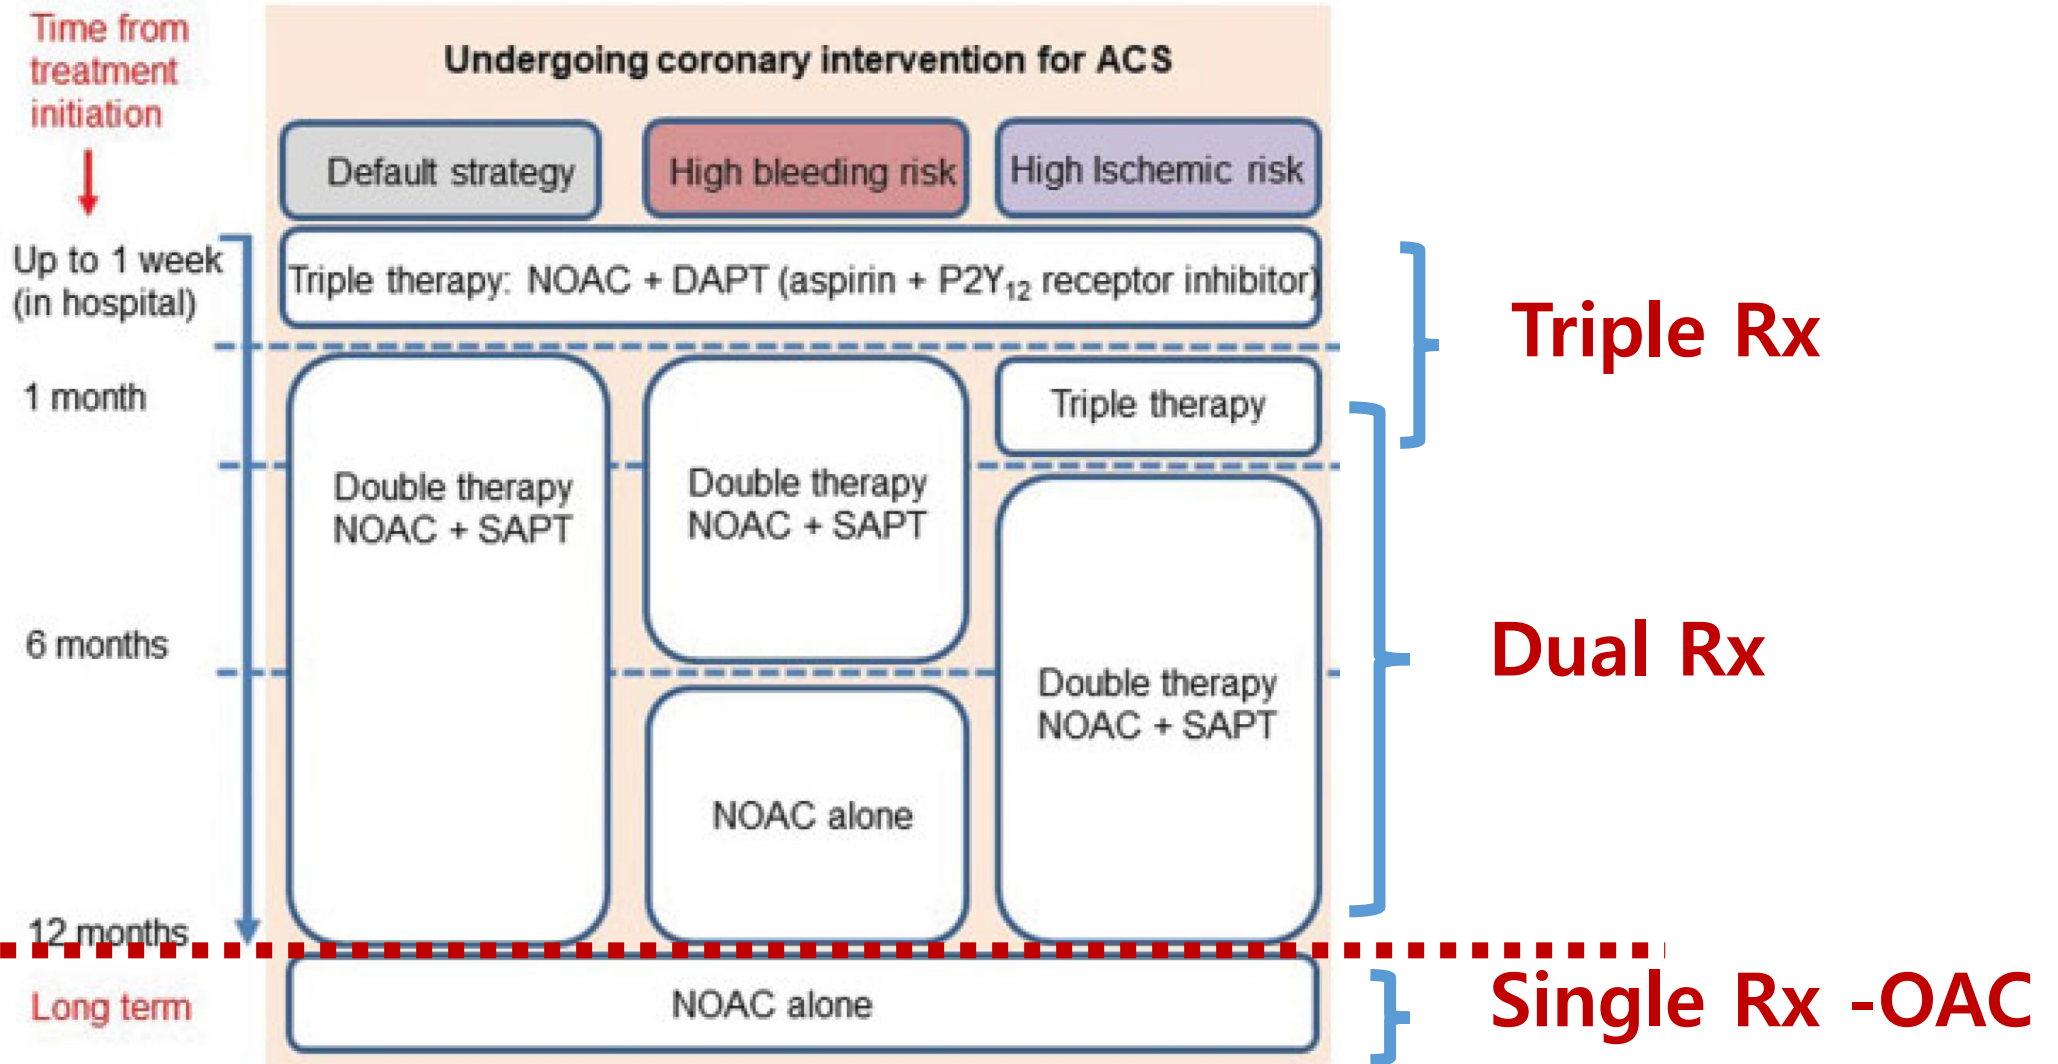 Time from
treatment
initiation
Undergoing coronary intervention for ACS
Default strategy
High bleeding risk
High Ischemic risk
Up to 1 week
(in hospital)
Triple therapy: NOAC + DAPT (aspirin + P2Y₁₂ receptor inhibitor)
Triple Rx
1 month
Triple therapy
Double therapy
NOAC + SAPT
Double therapy
NOAC + SAPT
6 months
Double therapy
NOAC + SAPT
Dual Rx
NOAC alone
12 months
Long term
NOAC alone
Single Rx -OAC